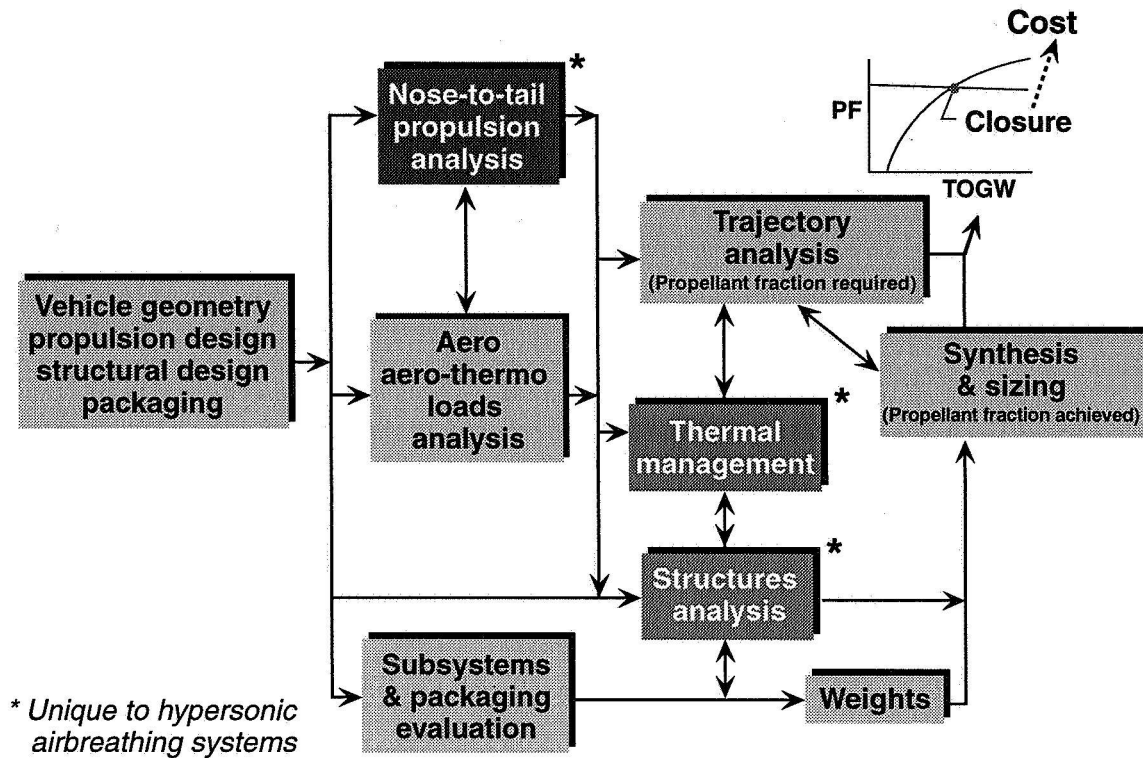 *
Nose-to-tail
propulsion
analysis
Cost
PF
Closure
TOGW
Trajectory
analysis
(Propellant fraction required)
Vehicle geometry
propulsion design
structural design
packaging
Aero
aero-thermo
loads
analysis
Synthesis
& sizing
(Propellant fraction achieved)
*
Thermal
management
*
Structures
analysis
Subsystems
& packaging
evaluation
Weights
* Unique to hypersonic
airbreathing systems